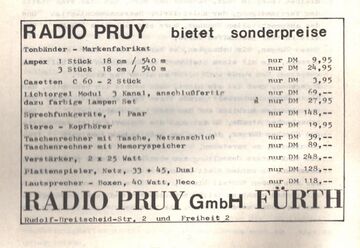 RADIO PRUY bietet sonderpreise
Tonbänder - Markenfabrikat
Ampex 1 Stück 18 cm / 540 m nur DM 9,95
3 Stück 18 cm / 540 m nur DM 24,95
Casetten C 60 - 2 Stück nur DM 3,95
Lichtorgel Modul 3 Kanal, anschlußfertig nur DM 69,--
dazu farbige lampen Set nur DM 27,95
Sprechfunkgeräte, 1 Paar nur DM 148,--
Stereo - Kopfhörer nur DM 19,95
Taschenrechner mit Tasche, Netzanschluß nur DM 39,--
Taschenrechner mit Memoryspeicher nur DM 89,--
Verstärker, 2 x 25 Watt nur DM 248,--
Plattenspieler, Netz, 33 + 45, Dual nur DM 128,--
Lautsprecher - Boxen, 40 Watt, Heco nur DM 118,--
RADIO PRUY GmbH FÜRTH
Rudolf-Breitscheid-Str, 2 und Freiheit 2